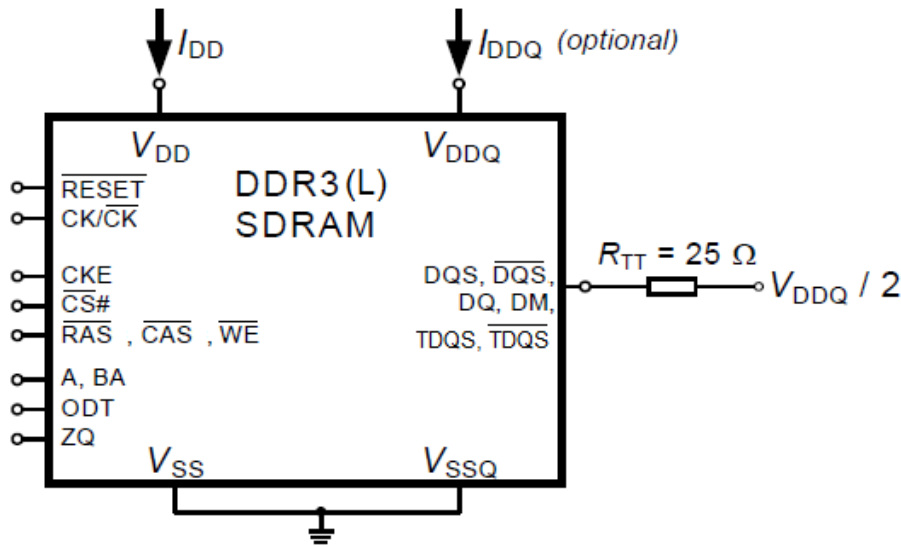 IDD IDDQ (optional)
VDD VDDQ
DDR3(L)
SDRAM
RESET
CK/CK
CKE
CS#
RAS , CAS , WE
A, BA
ODT
ZQ
DQS, DQS,
DQ, DM,
TDQS, TDQS
RTT = 25 Ω
VDDQ / 2
VSS VSSQ